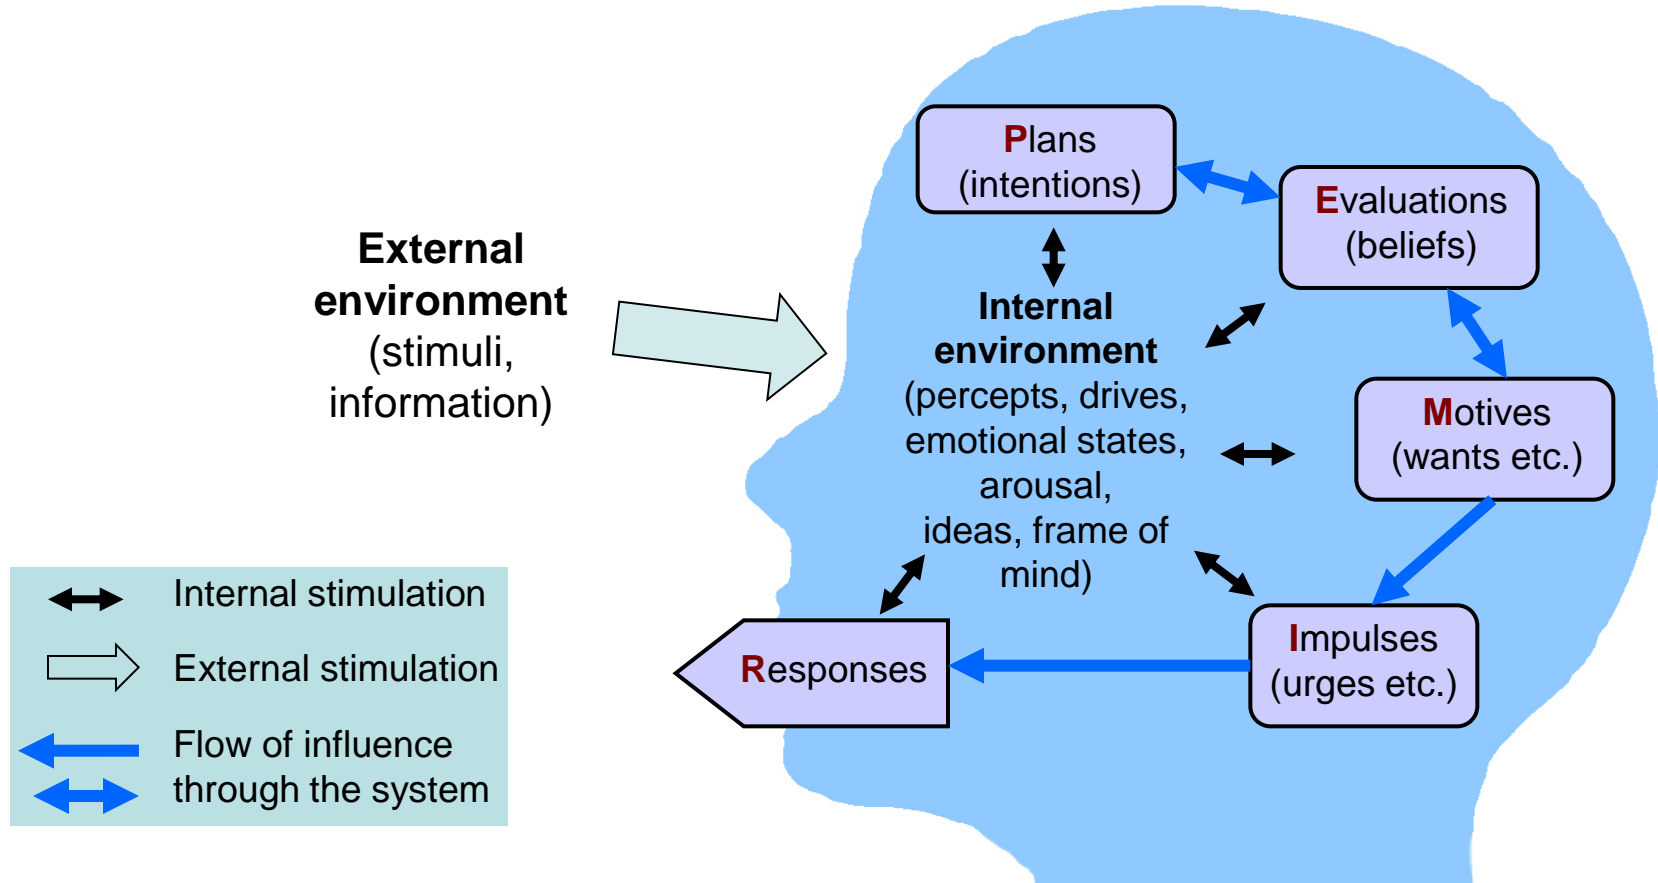 Plans
(intentions)
Evaluations
(beliefs)
External
environment
(stimuli,
information)
Internal
environment
(percepts, drives,
emotional states,
arousal,
ideas, frame of
mind)
Motives
(wants etc.)
Impulses
(urges etc.)
Responses
Internal stimulation
External stimulation
Flow of influence
through the system